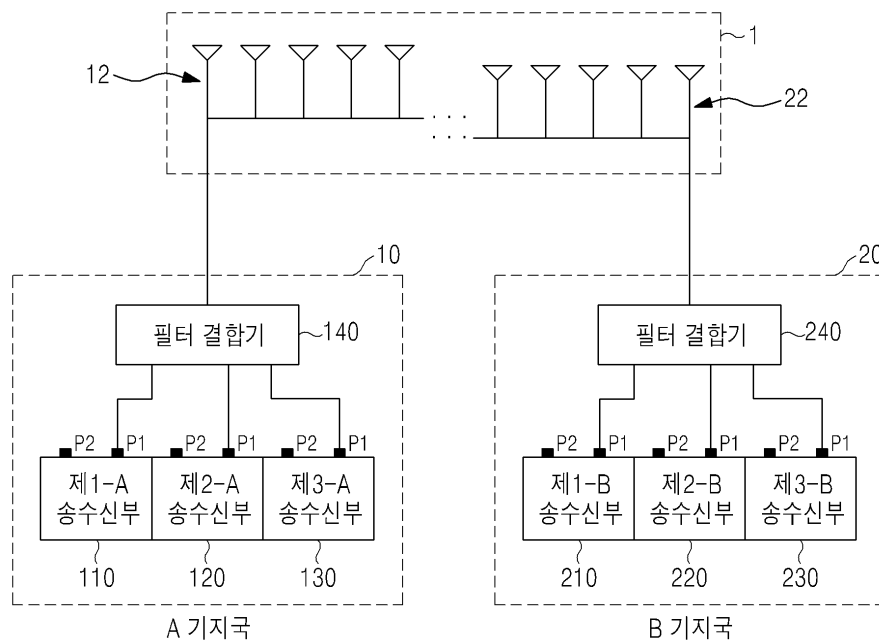 1
12
22
· · ·
· · ·
10
20
필터 결합기
140
필터 결합기
240
P2 P1 P2 P1 P2 P1
P2 P1 P2 P1 P2 P1
제1-A
송수신부
제2-A
송수신부
제3-A
송수신부
제1-B
송수신부
제2-B
송수신부
제3-B
송수신부
110 120 130
210 220 230
A 기지국
B 기지국